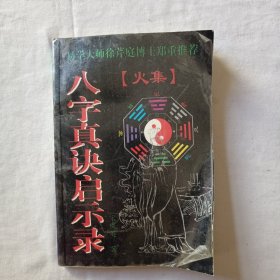 易学大师徐芹庭博士郑重推荐
【火集】
八字真诀启示录